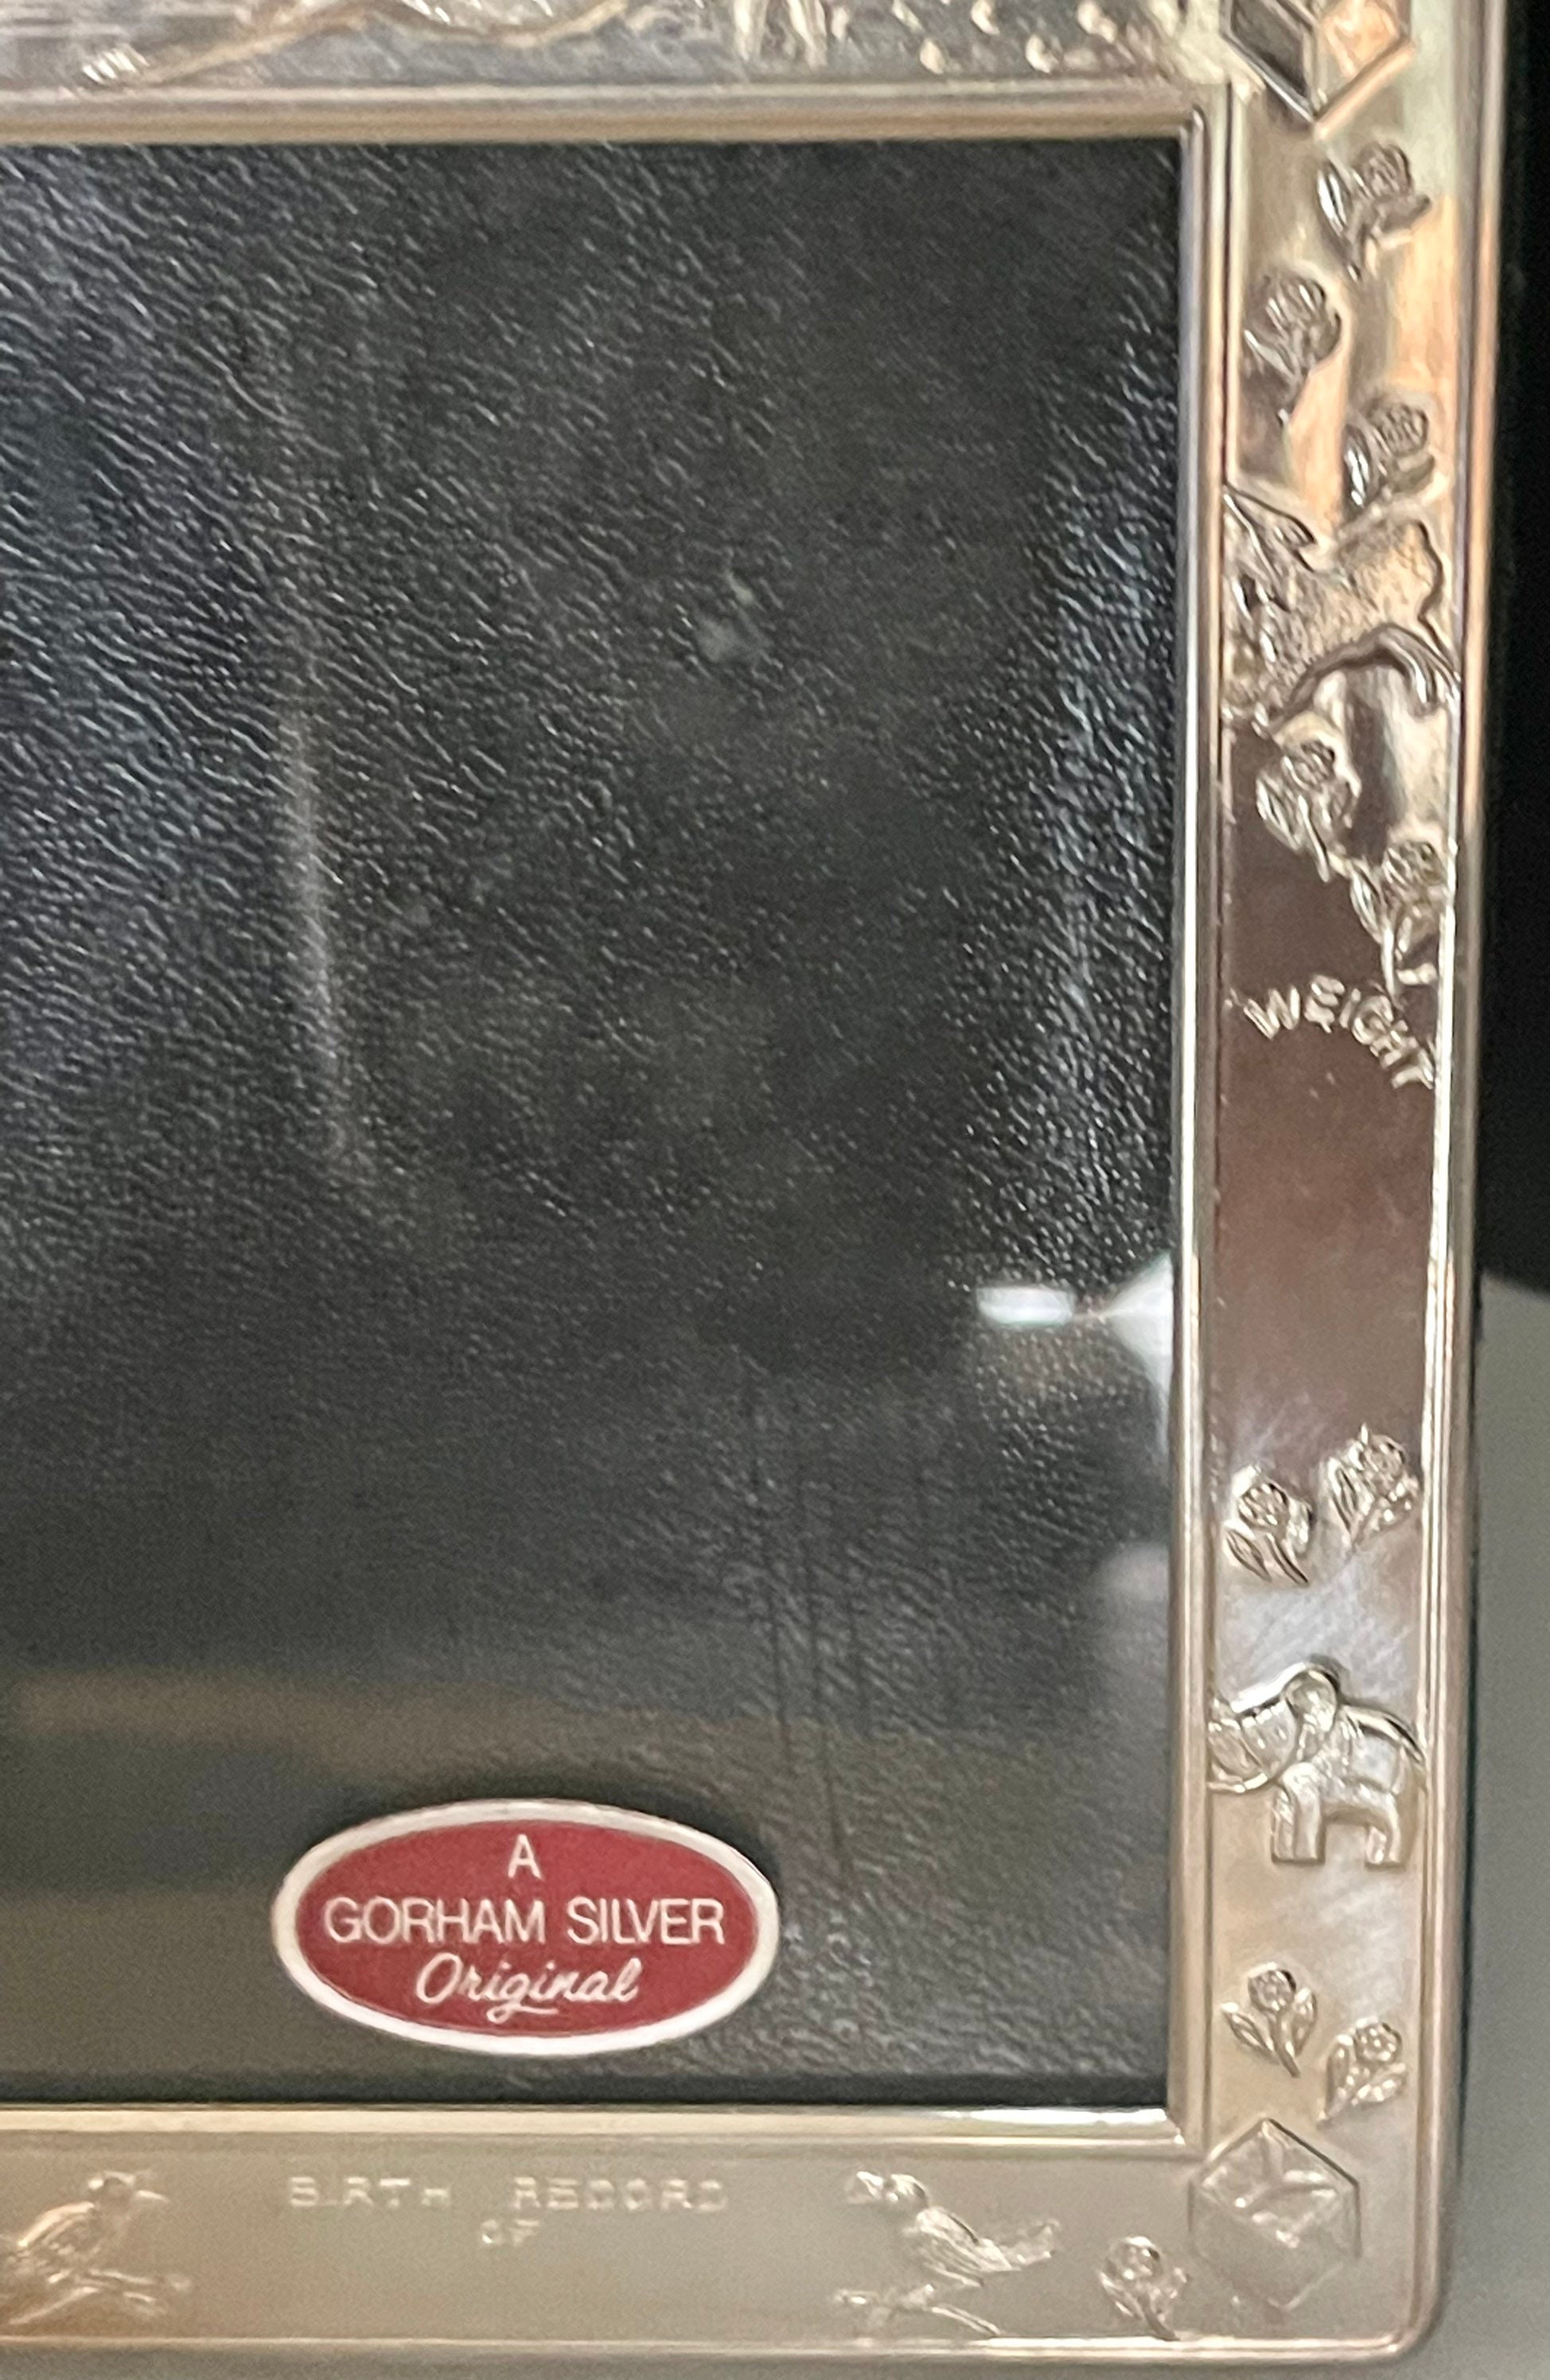 WEIGHT
A
GORHAM SILVER
Original
BIRTH RECORD
OF